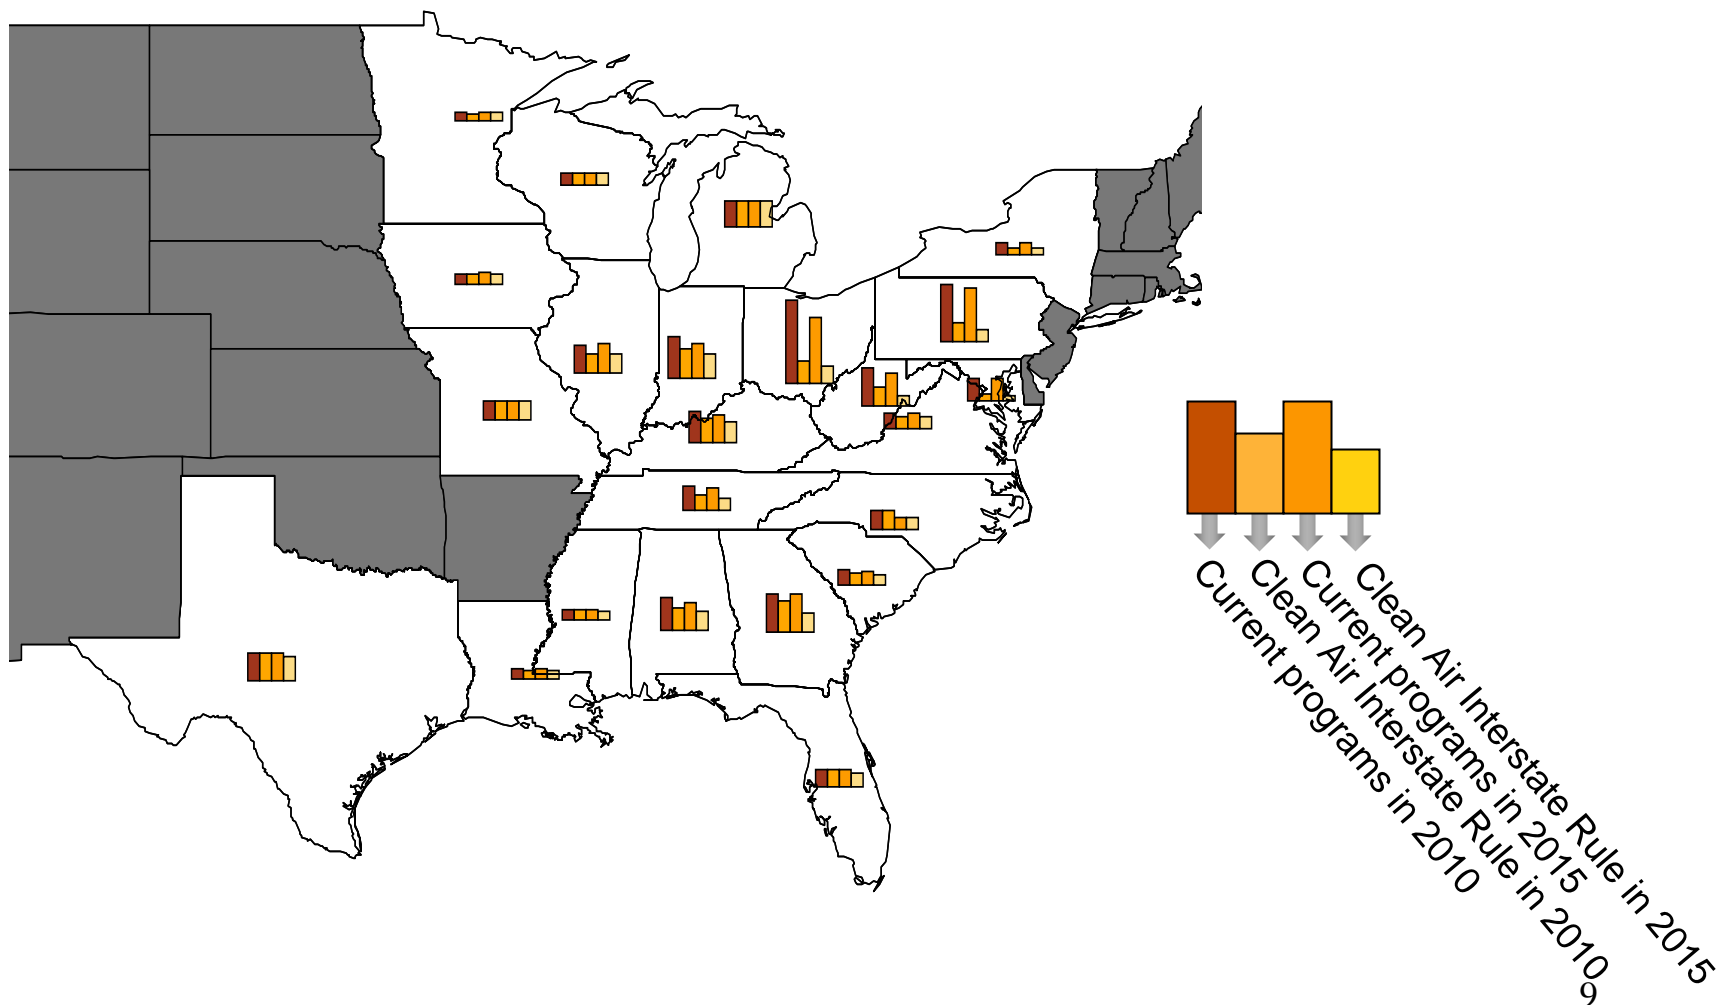 Current programs in 2010
Clean Air Interstate Rule in 2010
Current programs in 2015
Clean Air Interstate Rule in 2015
9